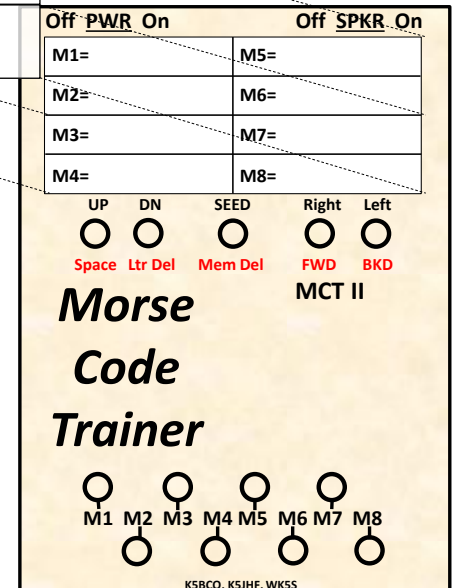 Off PWR On Off SPKR On
M1= M5=
M2= M6=
M3= M7=
M4= M8=
UP DN SEED Right Left
Space Ltr Del Mem Del FWD BKD
MCT II
Morse
Code
Trainer
M1 M2 M3 M4 M5 M6 M7 M8
K5BCQ, K5JHF, WK5S